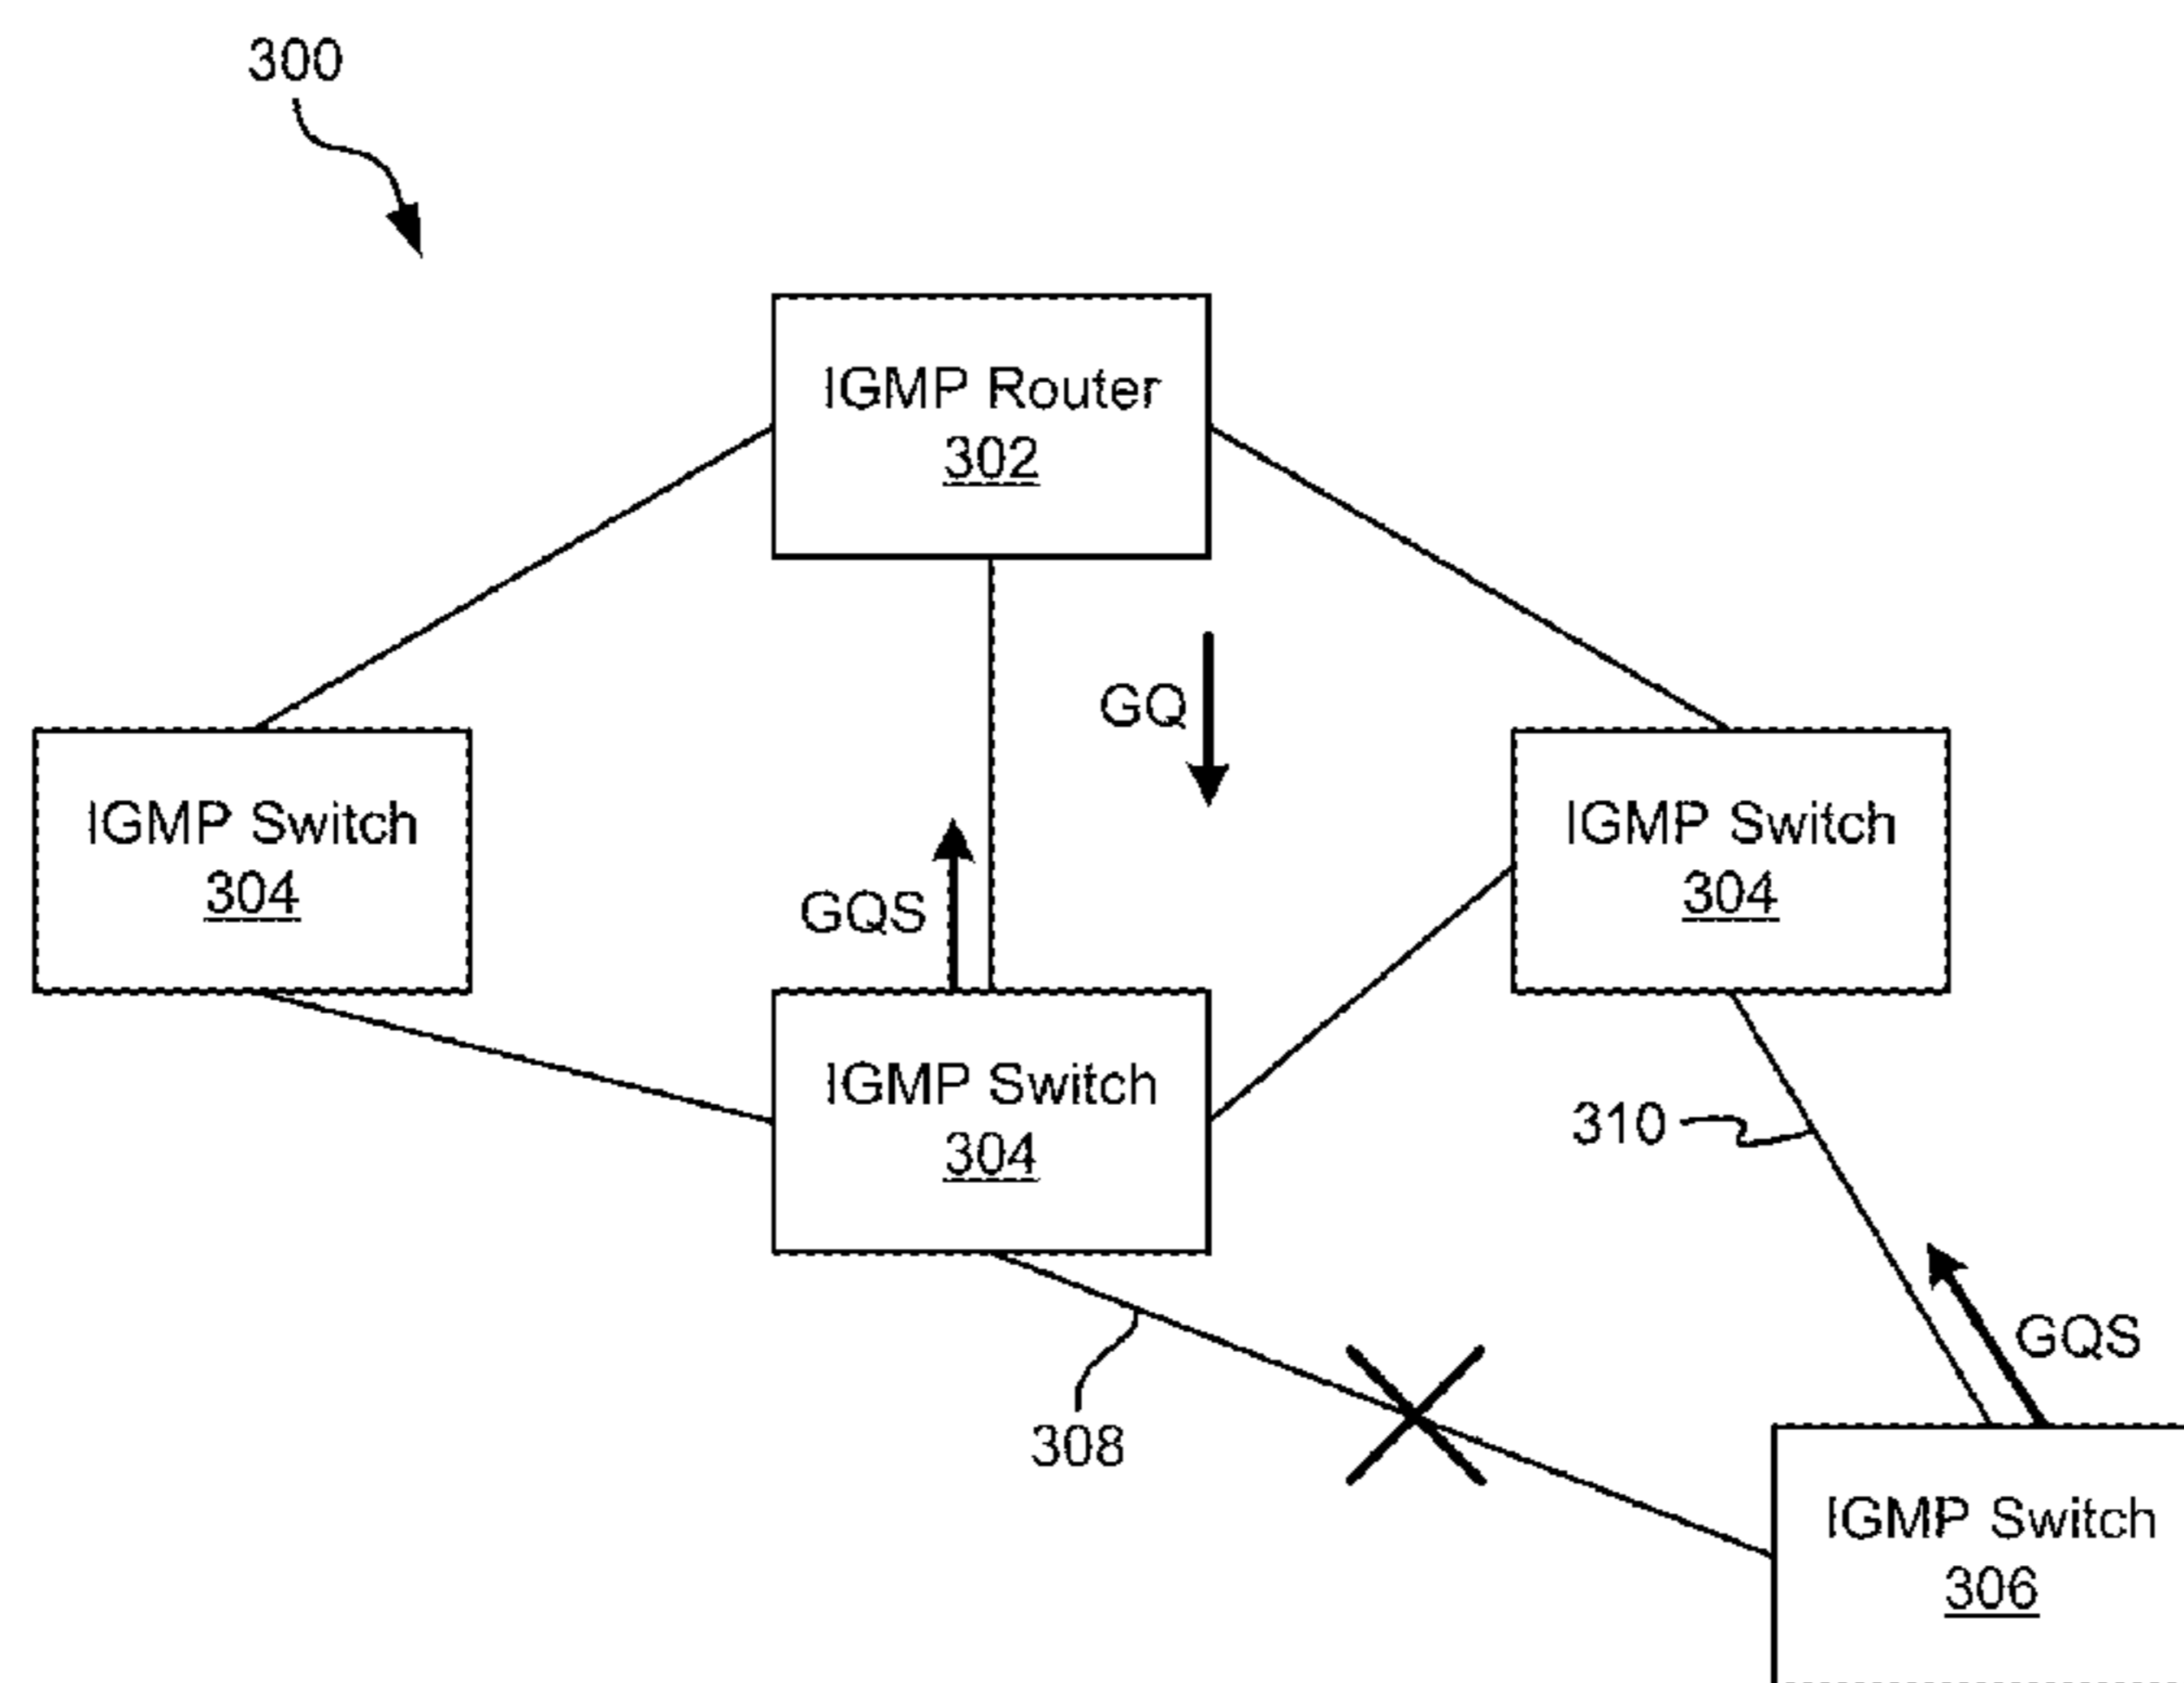 300
IGMP Router
302
GQ
IGMP Switch
304
IGMP Switch
304
GQS
IGMP Switch
304
310
GQS
308
IGMP Switch
306